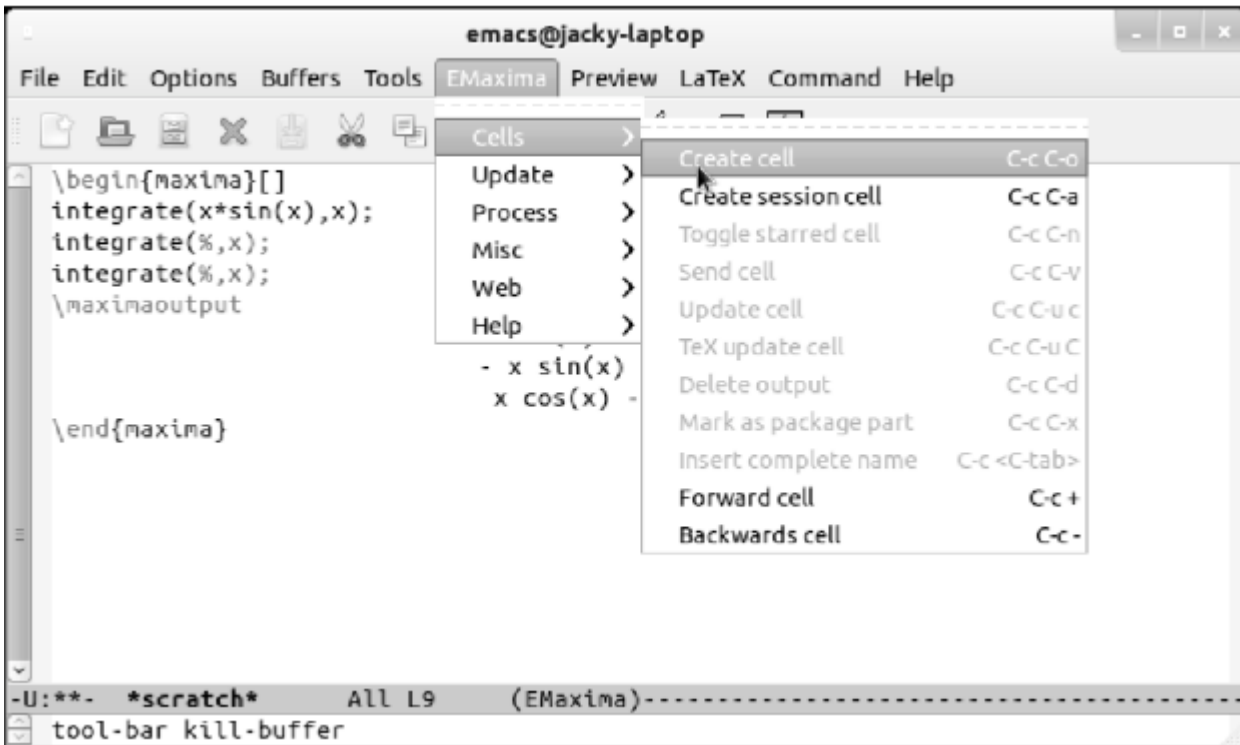 emacs@jacky-laptop
File Edit Options Buffers Tools EMaxima Preview LaTeX Command Help
Cells
Update
Process
Misc
Web
Help
Create cell C-c C-o
Create session cell C-c C-a
Toggle starred cell C-c C-n
Send cell C-c C-v
Update cell C-c C-u c
TeX update cell C-c C-u C
Delete output C-c C-d
Mark as package part C-c C-x
Insert complete name C-c <C-tab>
Forward cell C-c +
Backwards cell C-c -
\begin{maxima}[]
integrate(x*sin(x),x);
integrate(%,x);
integrate(%,x);
\maximaoutput
- x sin(x)
x cos(x) -
\end{maxima}
-U:**- *scratch* All L9 (EMaxima)-----------------------------------------
tool-bar kill-buffer